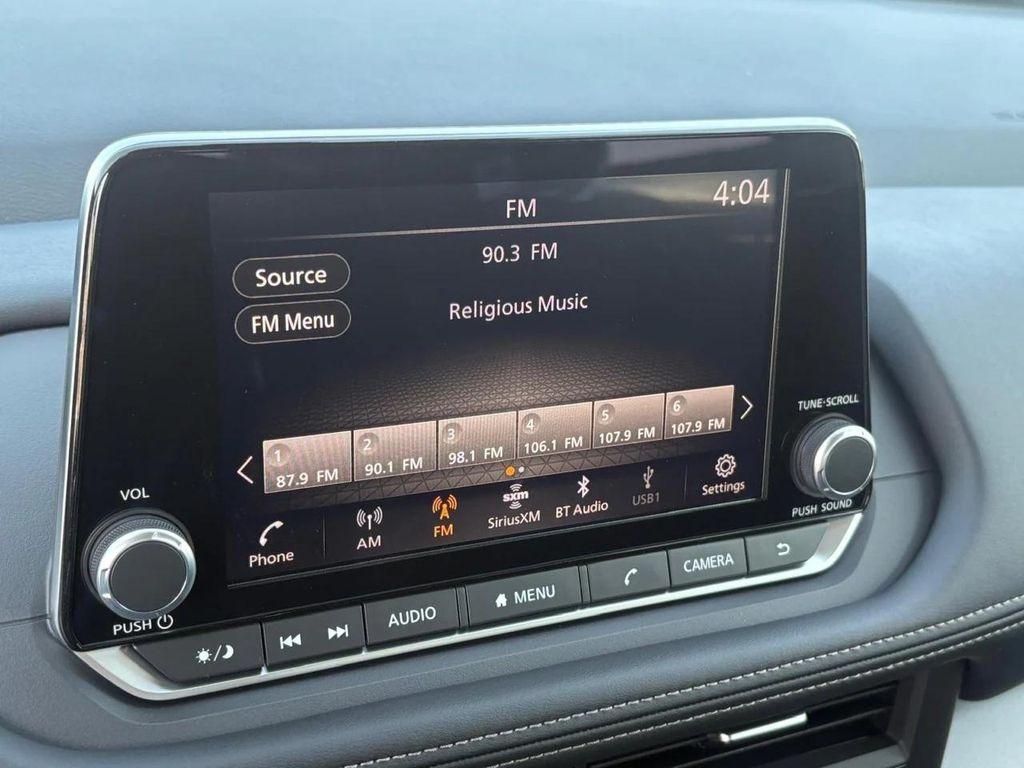 FM
4:04
90.3 FM
Source
Religious Music
FM Menu
1
87.9 FM
2
90.1 FM
3
98.1 FM
4
106.1 FM
5
107.9 FM
6
107.9 FM
Phone
AM
FM
sxm
SiriusXM
BT Audio
USB1
Settings
VOL
PUSH
TUNE·SCROLL
PUSH SOUND
AUDIO
MENU
CAMERA